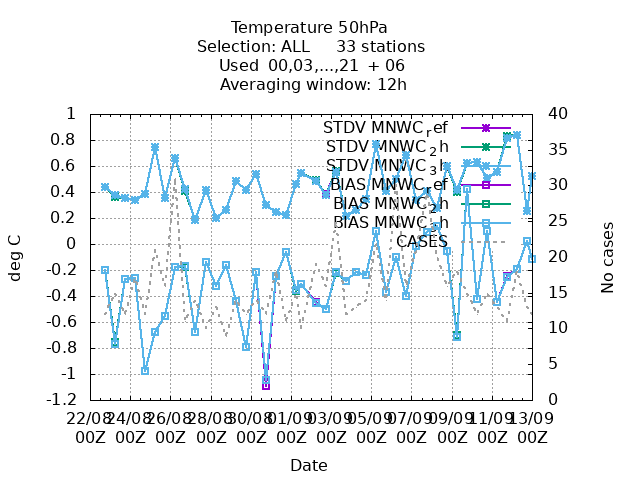 Temperature 50hPa
Selection: ALL 33 stations
Used 00,03,...,21 + 06
Averaging window: 12h
1
0.8
0.6
0.4
0.2
0
-0.2
-0.4
-0.6
-0.8
-1
-1.2
deg C
40
35
30
25
20
15
10
5
0
No cases
STDV MNWC_ref
STDV MNWC_2h
STDV MNWC_3h
BIAS MNWC_ref
BIAS MNWC_2h
BIAS MNWC_3h
CASES
22/08 24/08 26/08 28/08 30/08 01/09 03/09 05/09 07/09 09/09 11/09 13/09
00Z 00Z 00Z 00Z 00Z 00Z 00Z 00Z 00Z 00Z 00Z 00Z
Date